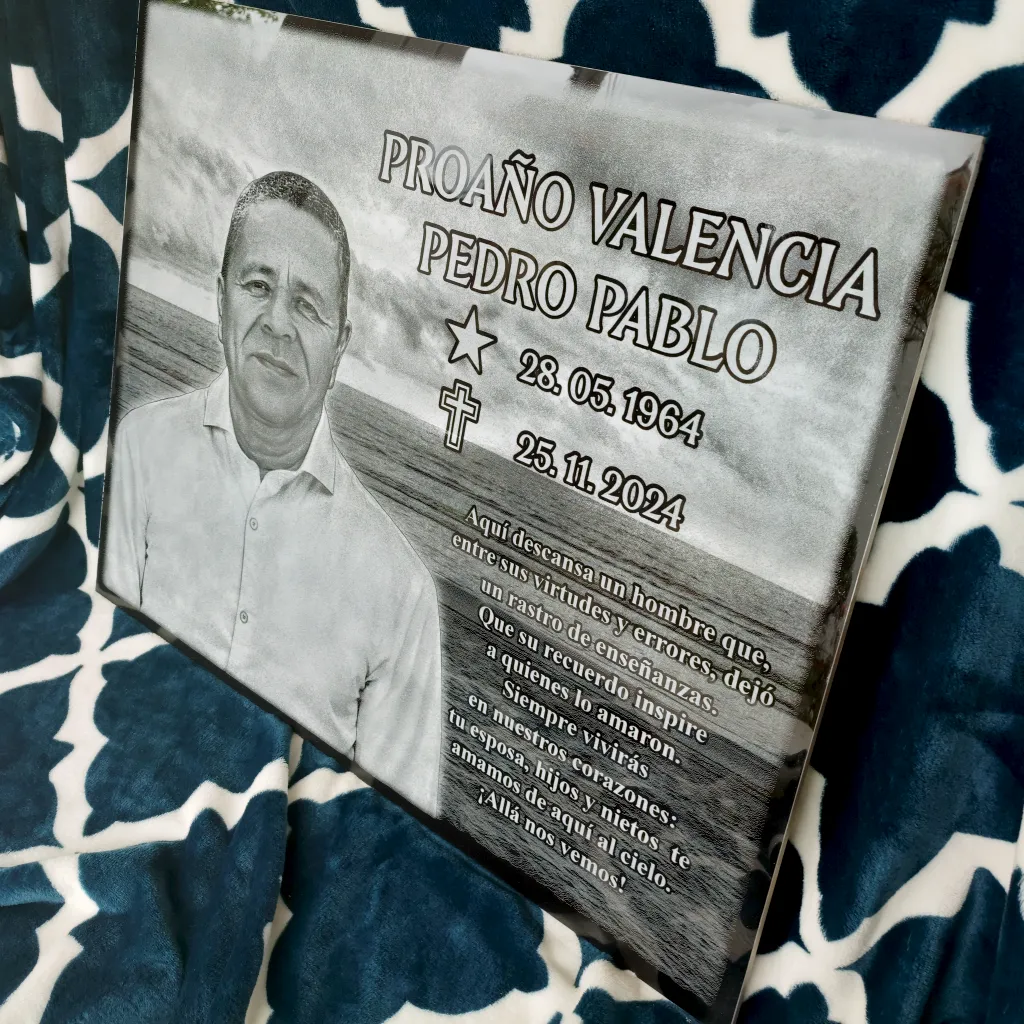 PROAÑO VALENCIA
PEDRO PABLO
28. 05. 1964
25. 11. 2024
Aquí descansa un hombre que,
entre sus virtudes y errores, dejó
un rastro de enseñanzas.
Que su recuerdo inspire
a quienes lo amaron.
Siempre vivirás
en nuestros corazones:
tu esposa, hijos y nietos te
amamos de aquí al cielo.
¡Allá nos vemos!